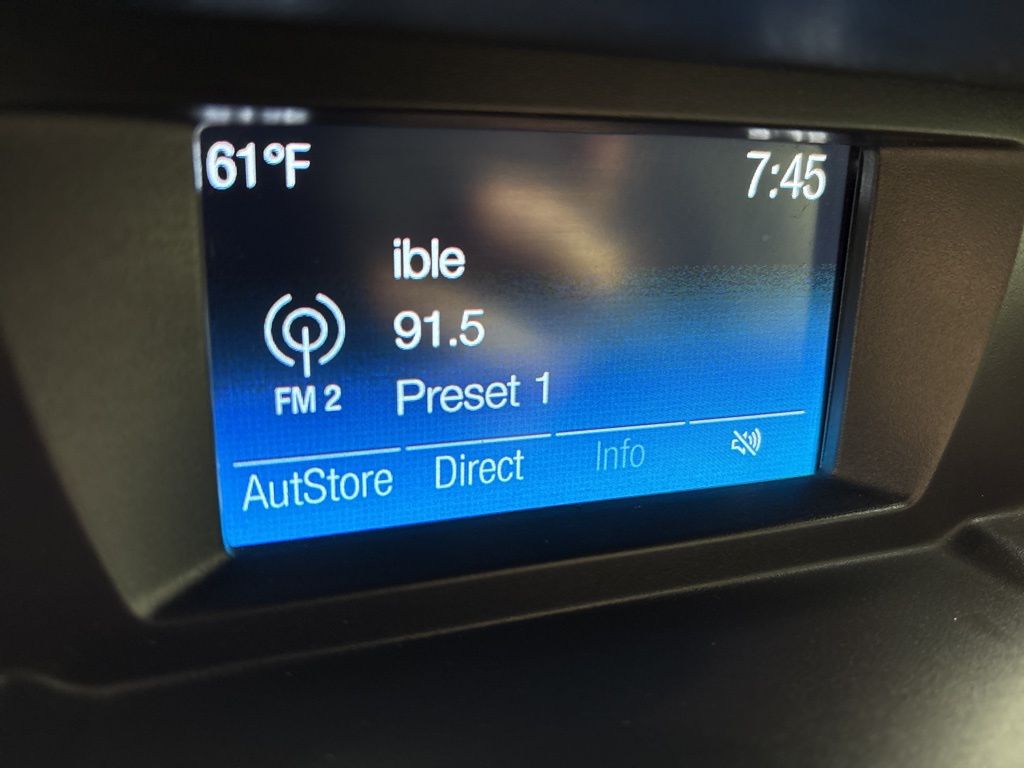 61°F
7:45
ible
91.5
FM 2
Preset 1
AutStore
Direct
Info